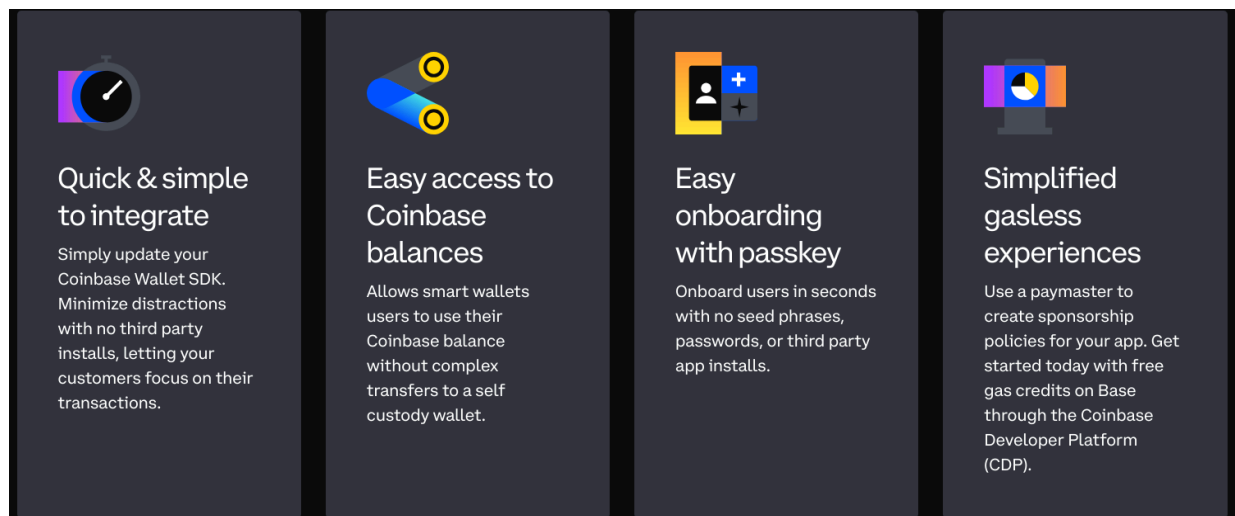 Quick & simple
to integrate
Simply update your
Coinbase Wallet SDK.
Minimize distractions
with no third party
installs, letting your
customers focus on their
transactions.
Easy access to
Coinbase
balances
Allows smart wallets
users to use their
Coinbase balance
without complex
transfers to a self
custody wallet.
Easy
onboarding
with passkey
Onboard users in seconds
with no seed phrases,
passwords, or third party
app installs.
Simplified
gasless
experiences
Use a paymaster to
create sponsorship
policies for your app. Get
started today with free
gas credits on Base
through the Coinbase
Developer Platform
(CDP).